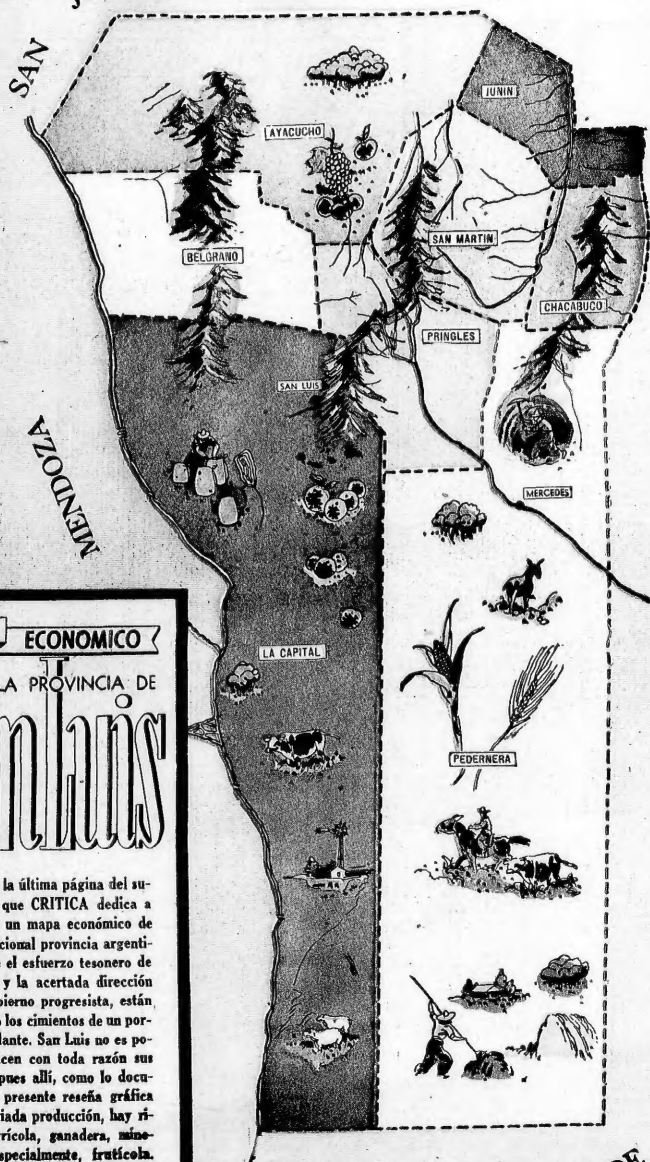 SAN
JUNIN
AYACUCHO
SAN MARTIN
BELGRANO
CHACABUCO
PRINGLES
SAN LUIS
MENDOZA
MERCEDES
ECONOMICO
LA PROVINCIA DE
n Luis
LA CAPITAL
PEDERNERA
la última página del su-
que CRITICA dedica a
un mapa económico de
cional provincia argenti-
el esfuerzo tesonero de
y la acertada dirección
bierno progresista, están
los cimientos de un por-
lante. San Luis no es po-
cen con toda razón sus
pues allí, como lo docu-
presente reseña gráfica
iada producción, hay ri-
rícola, ganadera, mine-
specialmente, frutícola.